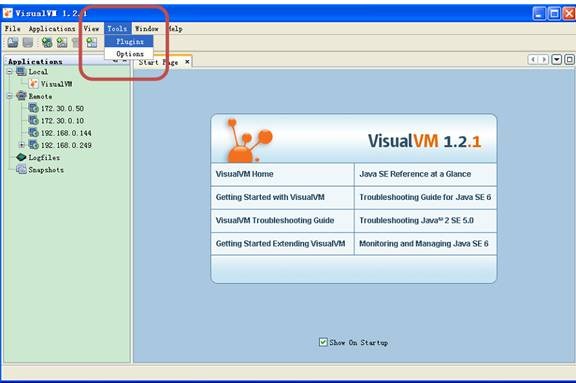 VisualVM 1.2.1
File Applications View Tools Window Help
Plugins
Options
Applications
Start Page
Local
VisualVM
Remote
172.30.0.50
172.30.0.10
192.168.0.144
192.168.0.249
Logfiles
Snapshots
VisualVM 1.2.1
VisualVM Home
Java SE Reference at a Glance
Getting Started with VisualVM
Troubleshooting Guide for Java SE 6
VisualVM Troubleshooting Guide
Troubleshooting Java™ 2 SE 5.0
Getting Started Extending VisualVM
Monitoring and Managing Java SE 6
Show On Startup